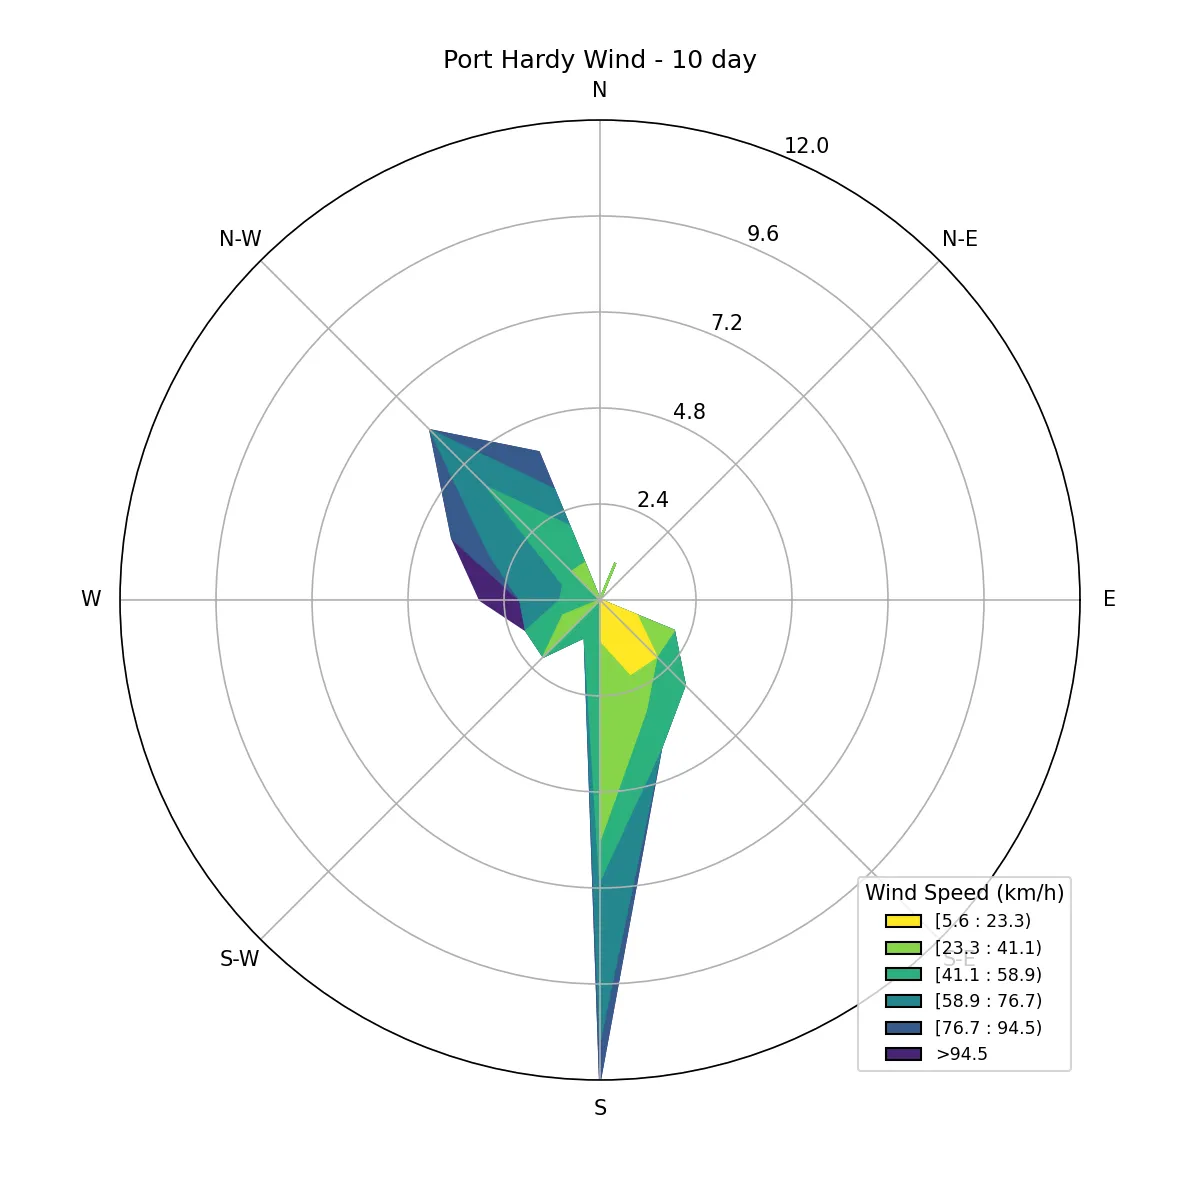 Port Hardy Wind - 10 day
N
12.0
N-W
9.6
N-E
7.2
4.8
2.4
W
E
S-W
S-E
S
Wind Speed (km/h)
[5.6 : 23.3)
[23.3 : 41.1)
[41.1 : 58.9)
[58.9 : 76.7)
[76.7 : 94.5)
>94.5